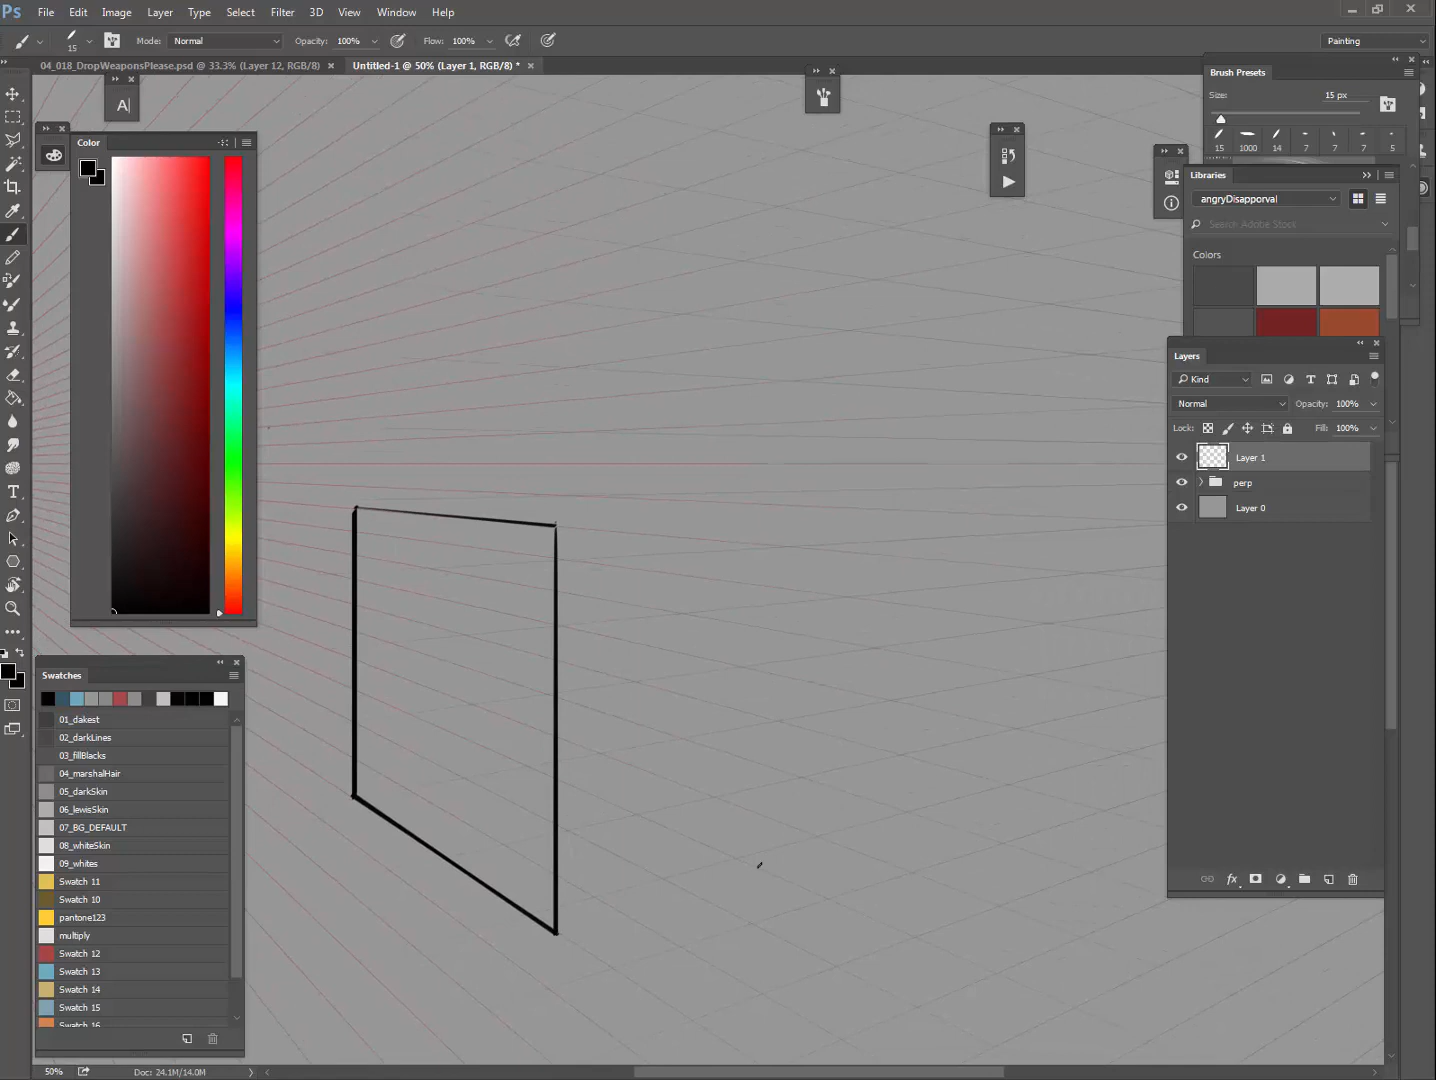 Ps File Edit Image Layer Type Select Filter 3D View Window Help
15 Mode: Normal Opacity: 100% Flow: 100% Painting
04_018_DropWeaponsPlease.psd @ 33.3% (Layer 12, RGB/8) Untitled-1 @ 50% (Layer 1, RGB/8) *
A
Color
Brush Presets
Size: 15 px
15 1000 14 7 7 7 5
Libraries
angryDisapporval
Search Adobe Stock
Colors
Layers
Kind
Normal Opacity: 100%
Lock: Fill: 100%
Layer 1
perp
Layer 0
fx
Swatches
01_dakest
02_darkLines
03_fillBlacks
04_marshalHair
05_darkSkin
06_lewisSkin
07_BG_DEFAULT
08_whiteSkin
09_whites
Swatch 11
Swatch 10
pantone123
multiply
Swatch 12
Swatch 13
Swatch 14
Swatch 15
Swatch 16
50% Doc: 24.1M/14.0M